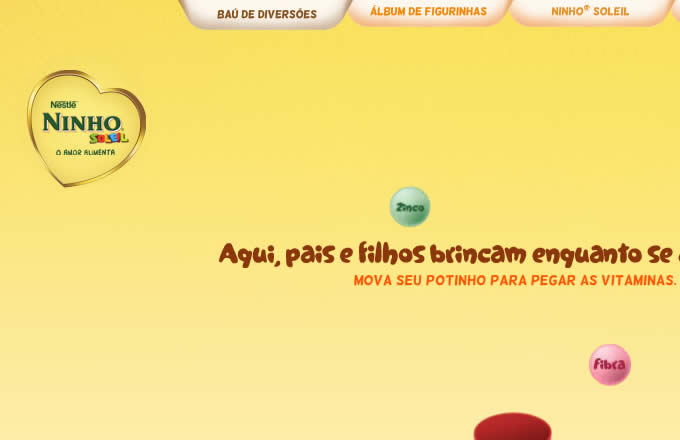 BAÚ DE DIVERSÕES
ÁLBUM DE FIGURINHAS
NINHO® SOLEIL
Nestlé
NINHO®
SOLEIL
O AMOR ALIMENTA
Zinco
Aqui, pais e filhos brincam enquanto se
MOVA SEU POTINHO PARA PEGAR AS VITAMINAS.
Fibra